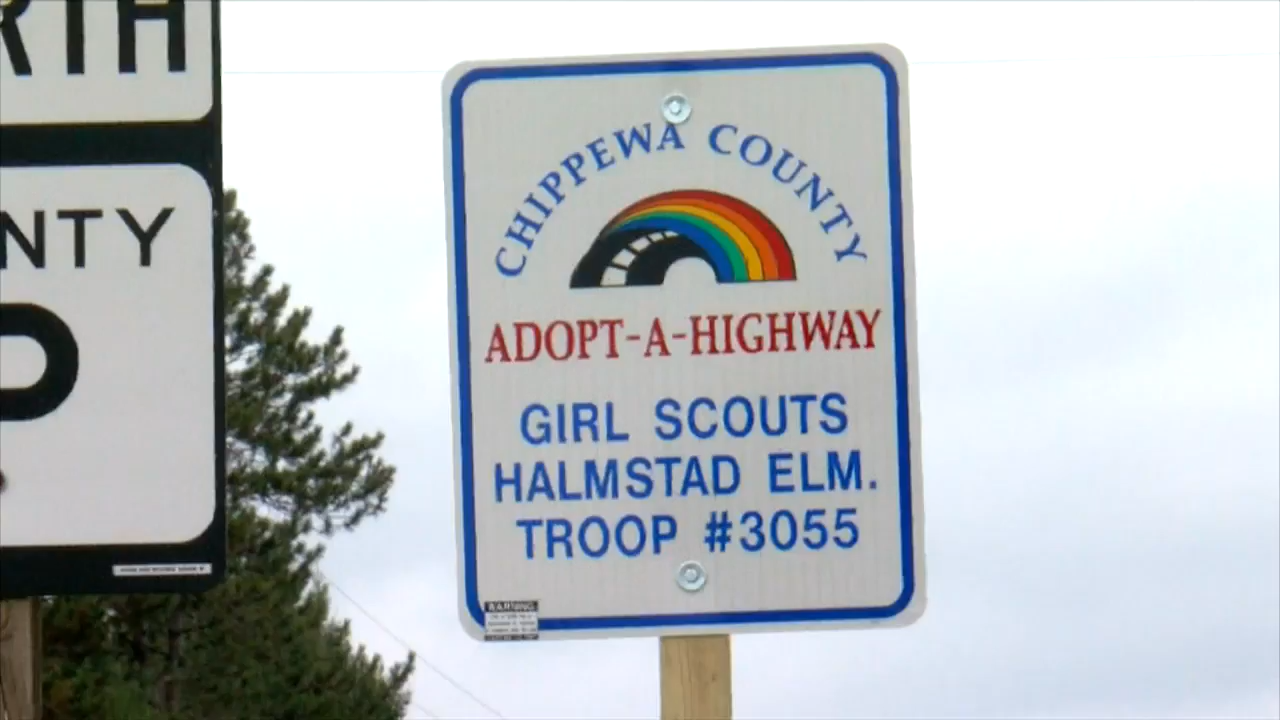 RTH
NTY
CHIPPEWA COUNTY
ADOPT-A-HIGHWAY
GIRL SCOUTS
HALMSTAD ELM.
TROOP #3055
WARNING